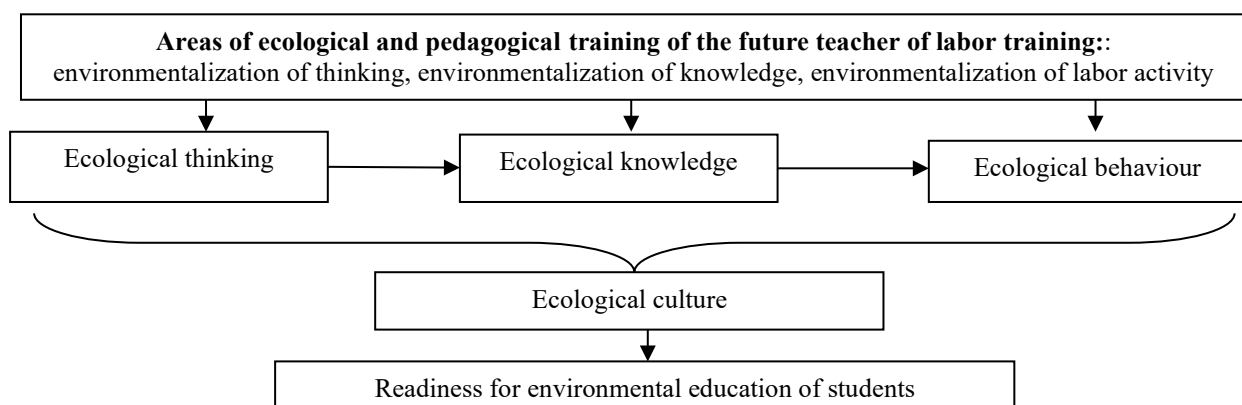 Areas of ecological and pedagogical training of the future teacher of labor training::
environmentalization of thinking, environmentalization of knowledge, environmentalization of labor activity
Ecological thinking
Ecological knowledge
Ecological behaviour
Ecological culture
Readiness for environmental education of students